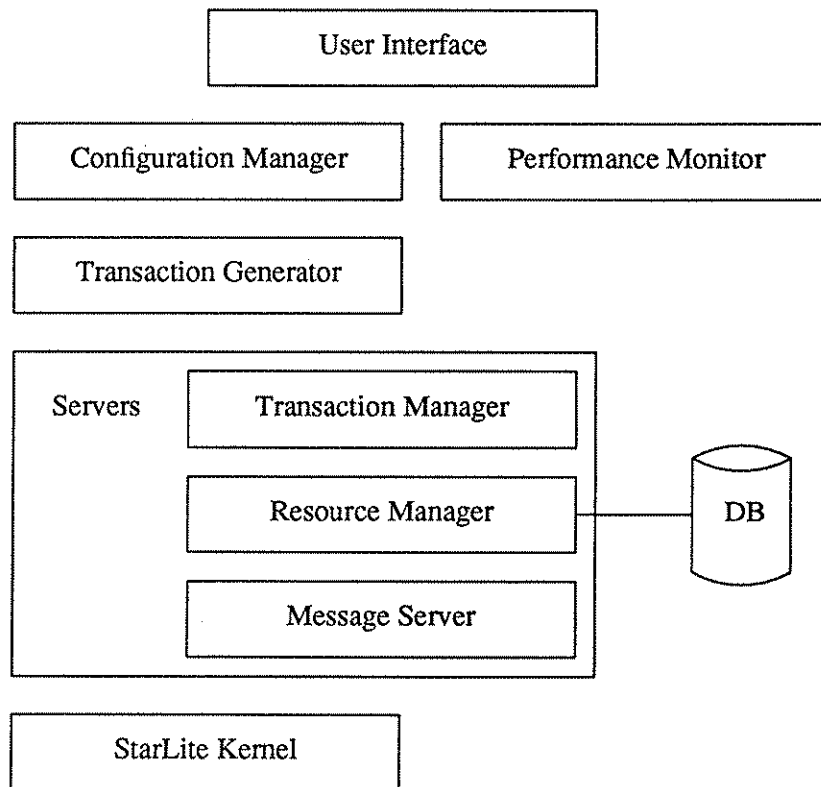 User Interface
Configuration Manager
Performance Monitor
Transaction Generator
Servers
Transaction Manager
Resource Manager
DB
Message Server
StarLite Kernel